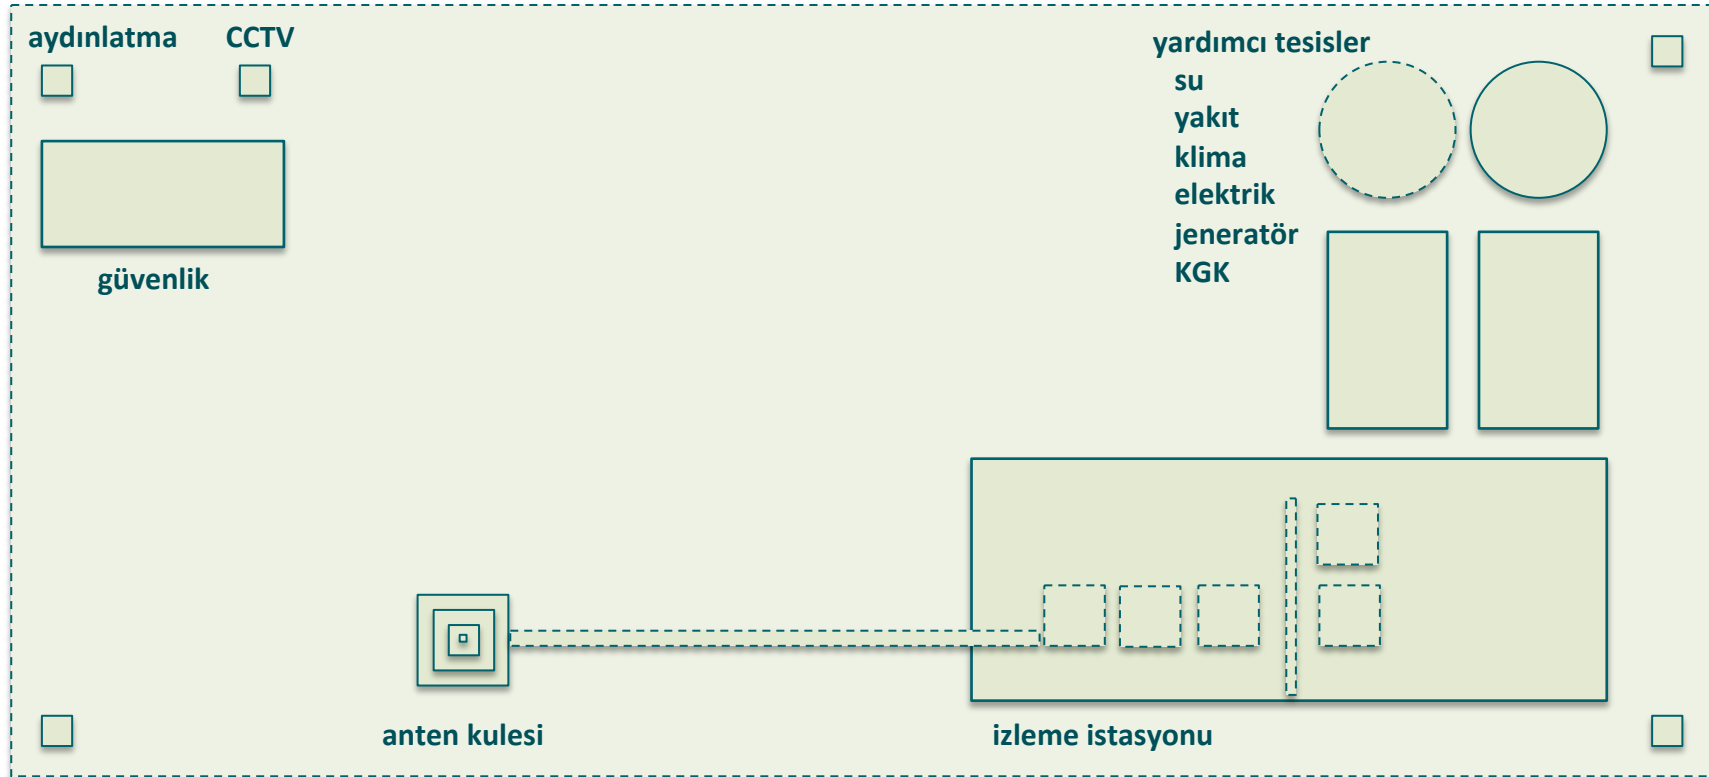 aydınlatma
CCTV
güvenlik
yardımcı tesisler
su
yakıt
klima
elektrik
jeneratör
KGK
anten kulesi
izleme istasyonu